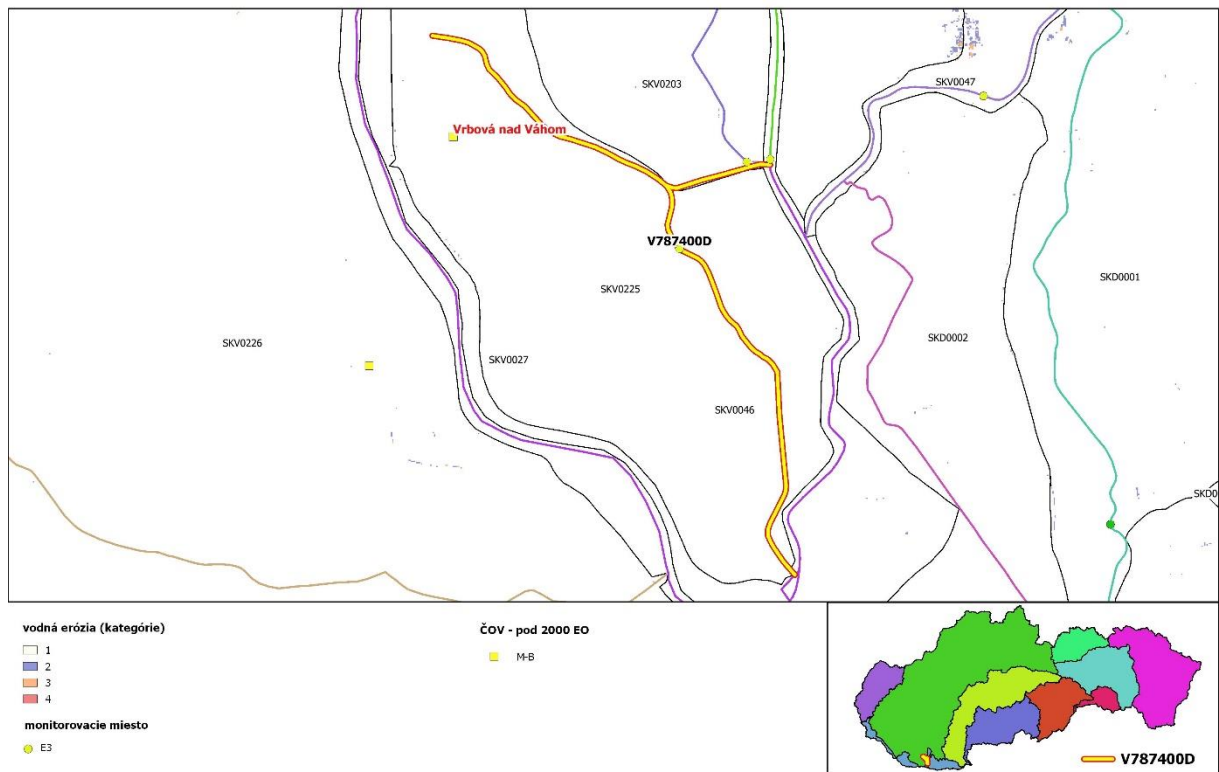 SKV0047
SKV0203
Vrbová nad Váhom
V787400D
SKD0001
SKV0225
SKD0002
SKV0226
SKV0027
SKV0046
SKD0
vodná erózia (kategórie)
1
2
3
4
monitorovacie miesto
E3
ČOV - pod 2000 EO
M-B
V787400D